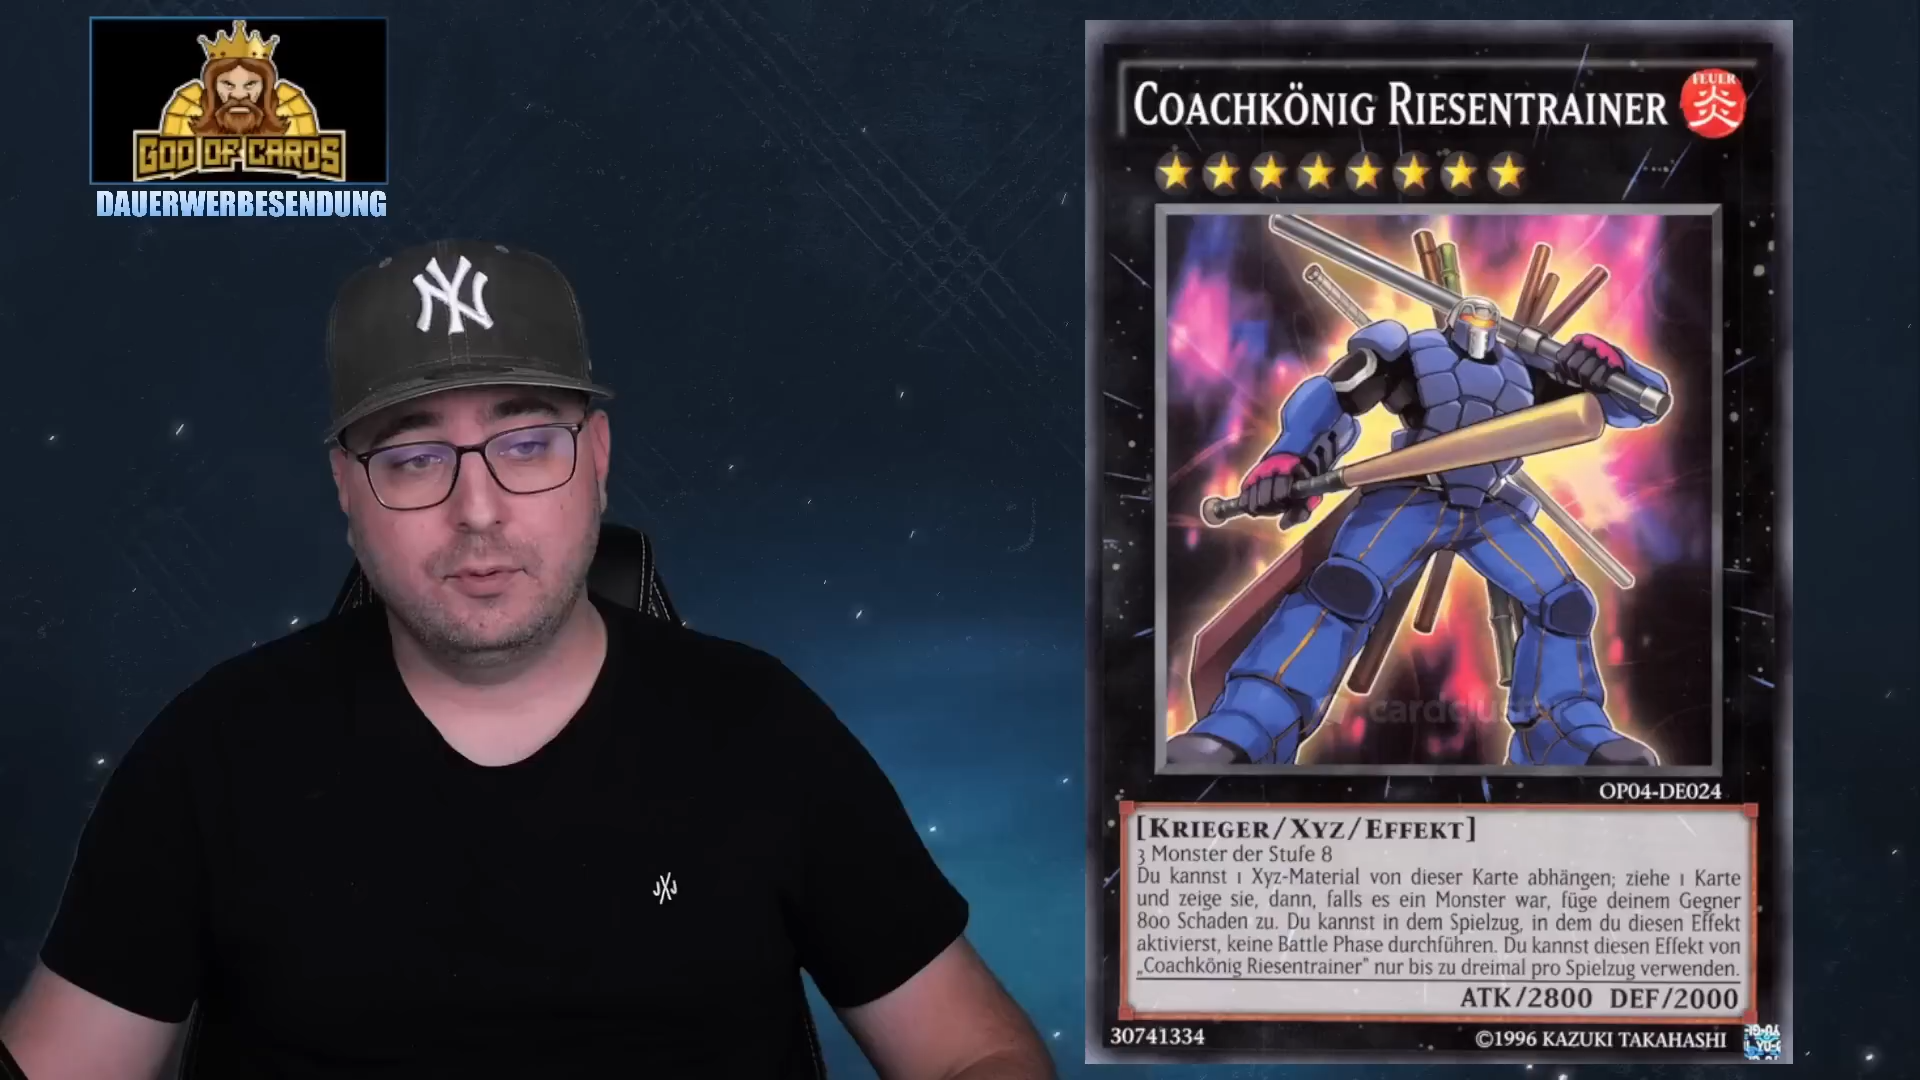 GOD OF CARDS
DAUERWERBESENDUNG
NY
JXJ
COACHKÖNIG RIESENTRAINER
FEUER
炎
cardcluster
OP04-DE024
[KRIEGER/XYZ/EFFEKT]
3 Monster der Stufe 8
Du kannst 1 Xyz-Material von dieser Karte abhängen; ziehe 1 Karte
und zeige sie, dann, falls es ein Monster war, füge deinem Gegner
800 Schaden zu. Du kannst in dem Spielzug, in dem du diesen Effekt
aktivierst, keine Battle Phase durchführen. Du kannst diesen Effekt von
„Coachkönig Riesentrainer" nur bis zu dreimal pro Spielzug verwenden.
ATK/2800 DEF/2000
30741334
©1996 KAZUKI TAKAHASHI